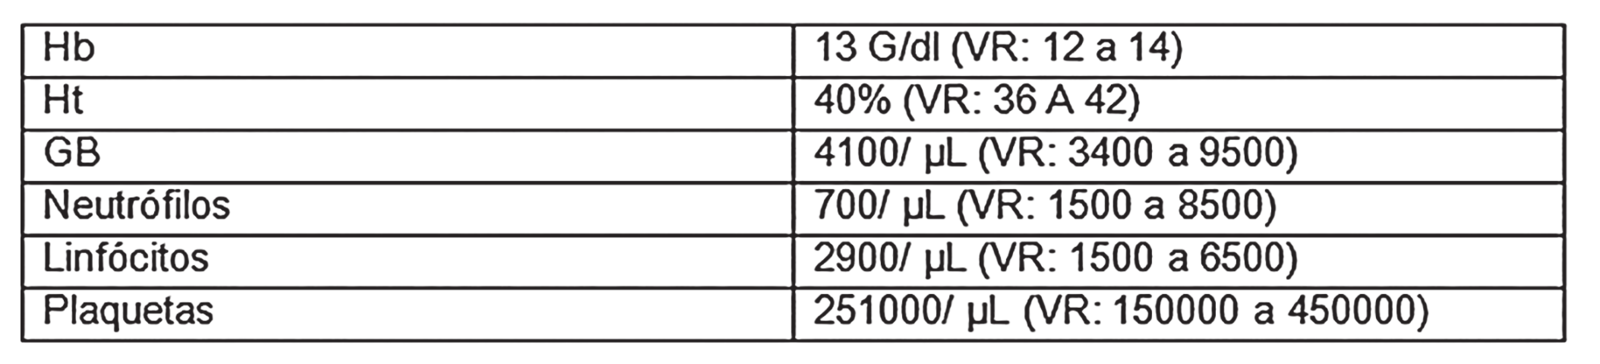 Hb 13 G/dl (VR: 12 a 14)
Ht 40% (VR: 36 A 42)
GB 4100/ µL (VR: 3400 a 9500)
Neutrófilos 700/ µL (VR: 1500 a 8500)
Linfócitos 2900/ µL (VR: 1500 a 6500)
Plaquetas 251000/ µL (VR: 150000 a 450000)